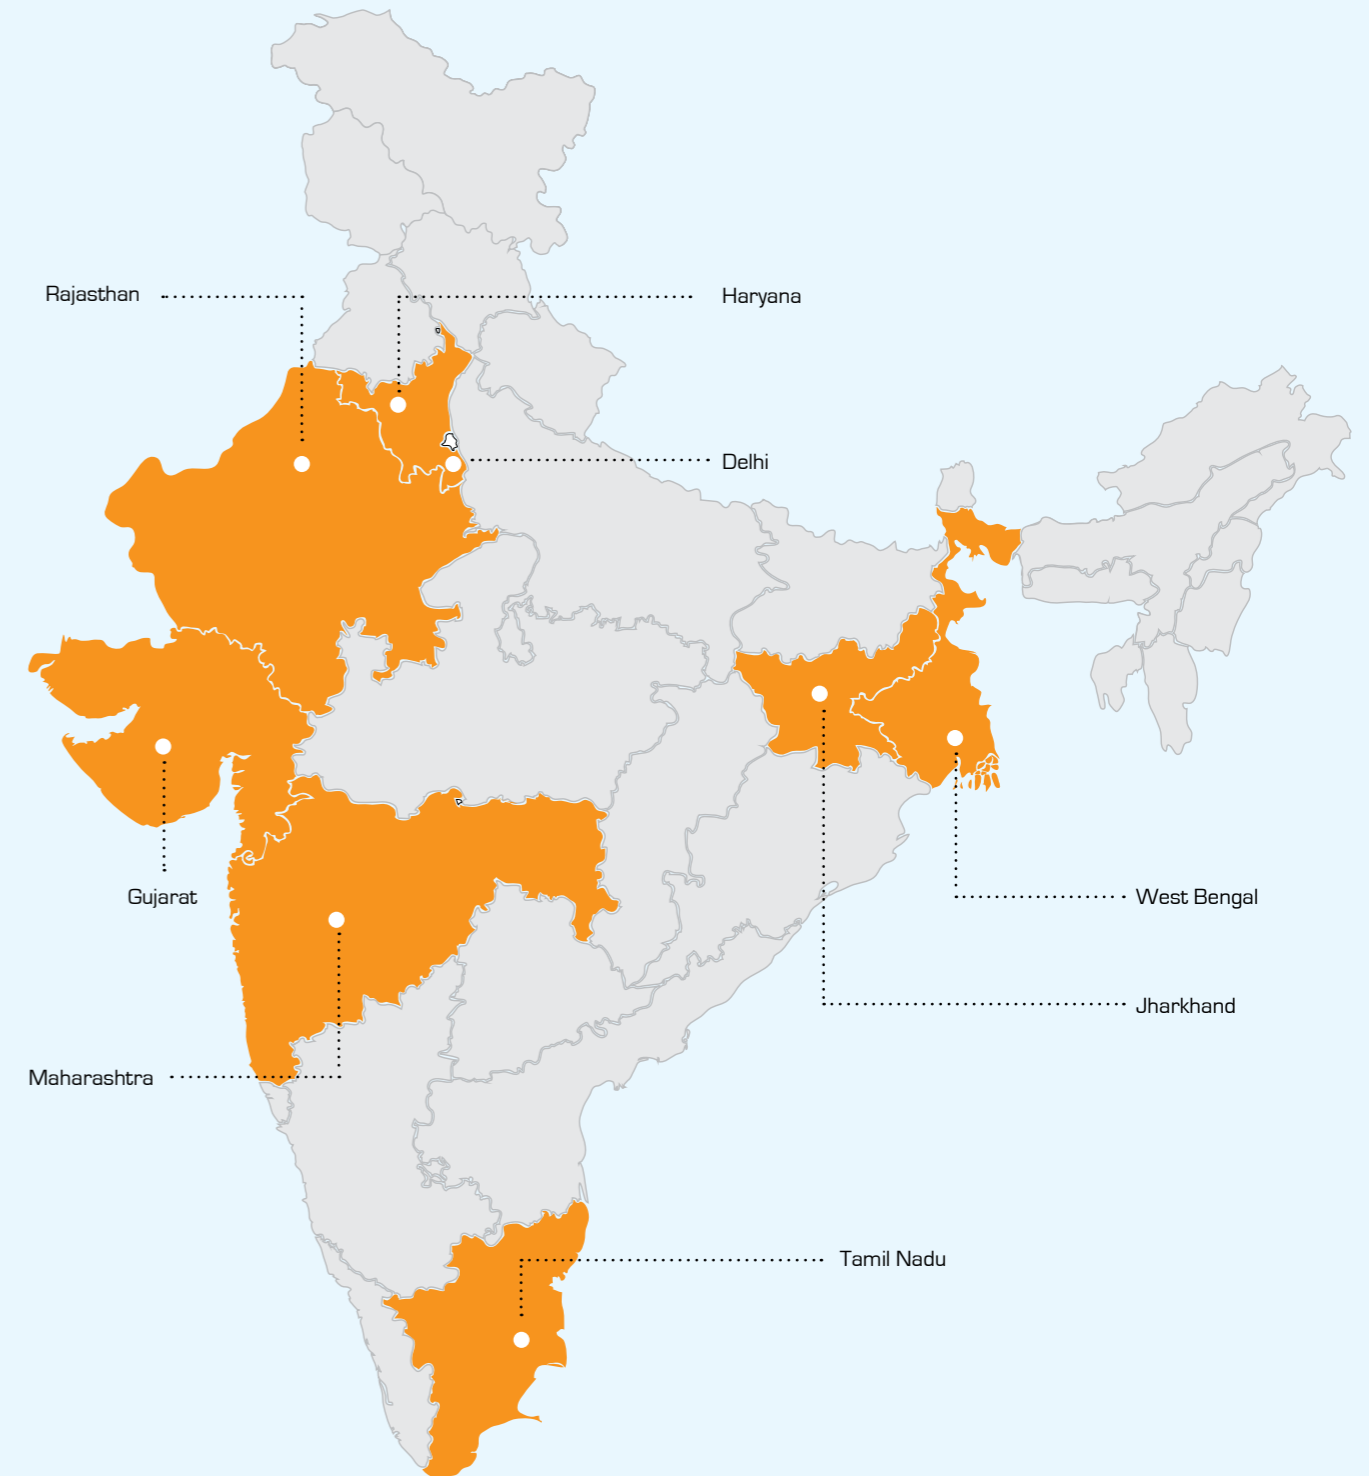 Rajasthan
Haryana
Delhi
Gujarat
West Bengal
Jharkhand
Maharashtra
Tamil Nadu